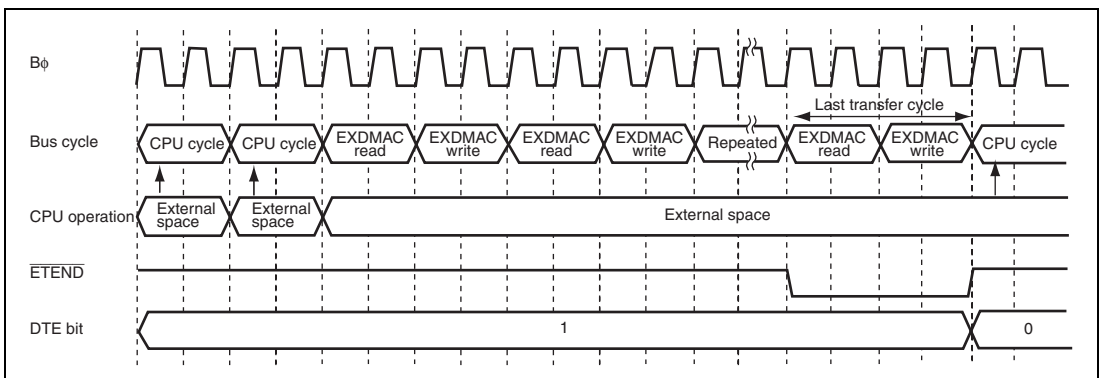 Bφ
Last transfer cycle
Bus cycle
CPU cycle
CPU cycle
EXDMAC
read
EXDMAC
write
EXDMAC
read
EXDMAC
write
Repeated
EXDMAC
read
EXDMAC
write
CPU cycle
CPU operation
External
space
External
space
External space
ETEND
DTE bit
1
0